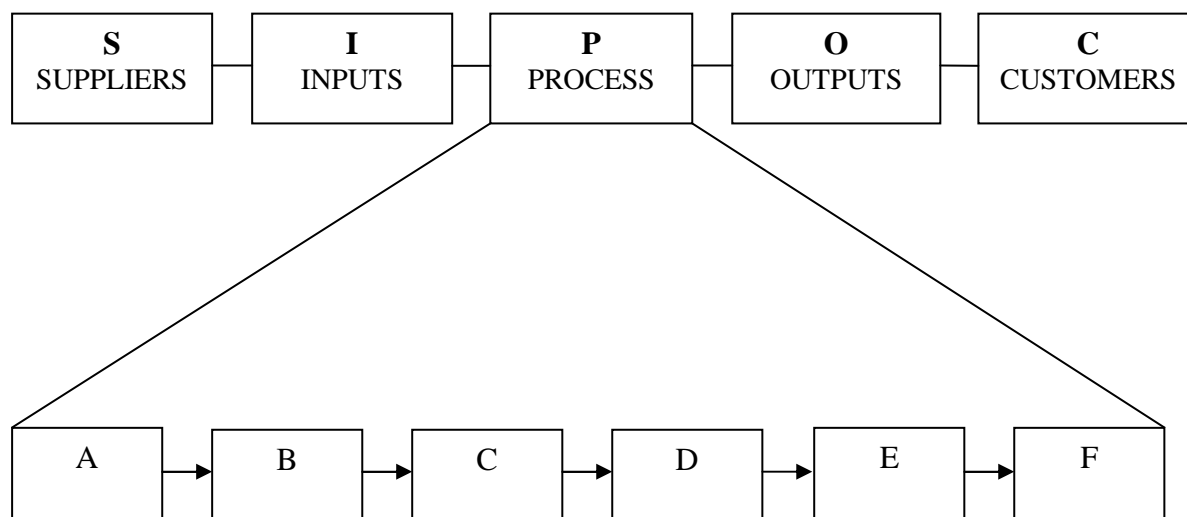 S I P O C
SUPPLIERS INPUTS PROCESS OUTPUTS CUSTOMERS
A B C D E F